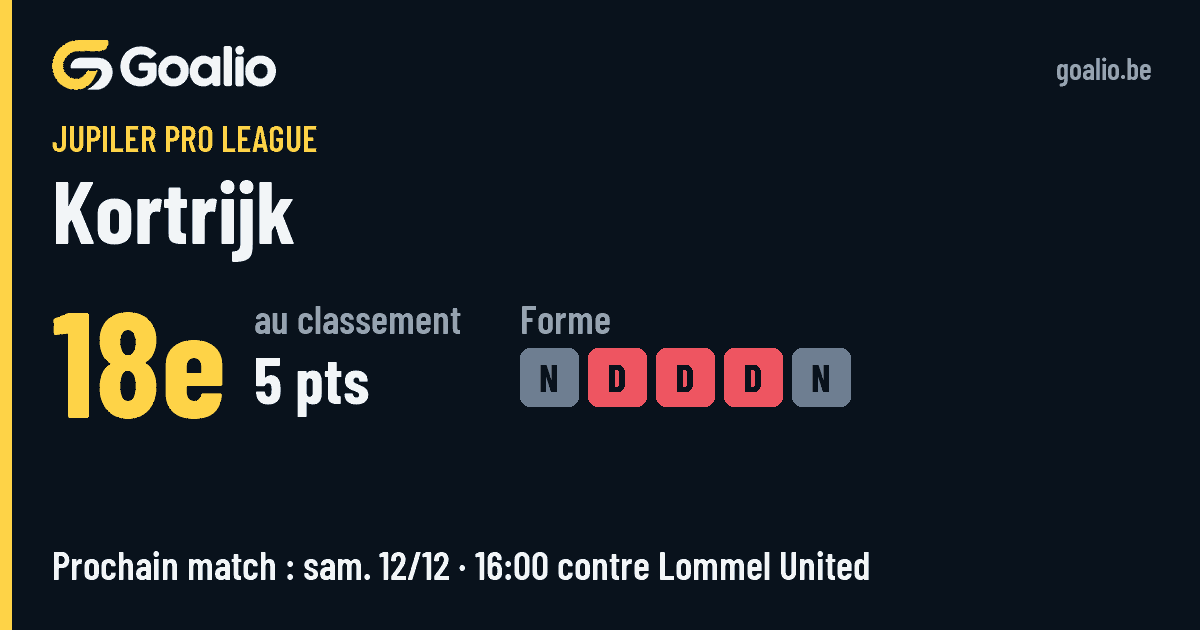 Goalio
goalio.be
JUPILER PRO LEAGUE
Kortrijk
18e
au classement
5 pts
Forme
N D D D N
Prochain match : sam. 12/12 · 16:00 contre Lommel United